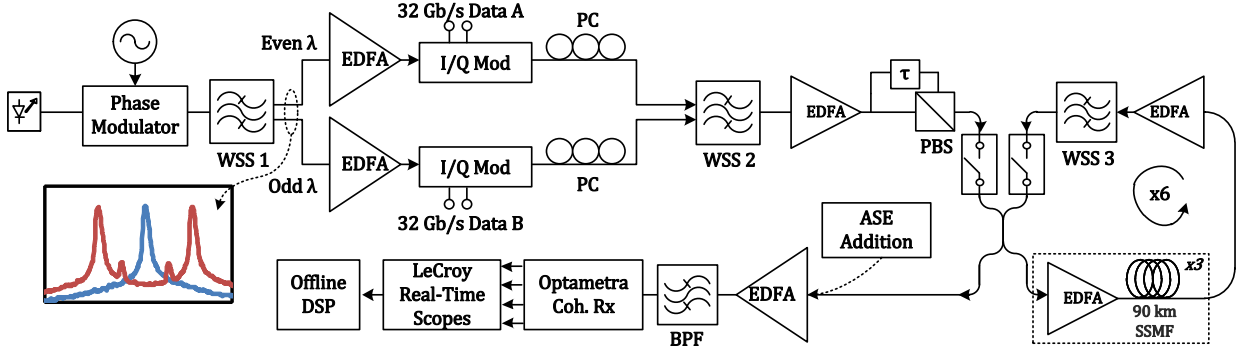 32 Gb/s Data A
PC
Even λ
EDFA
I/Q Mod
Phase
Modulator
WSS 1
WSS 2
EDFA
τ
PBS
WSS 3
EDFA
EDFA
I/Q Mod
PC
Odd λ
32 Gb/s Data B
x6
ASE
Addition
Offline
DSP
LeCroy
Real-Time
Scopes
Optametra
Coh. Rx
BPF
EDFA
EDFA
x3
90 km
SSMF